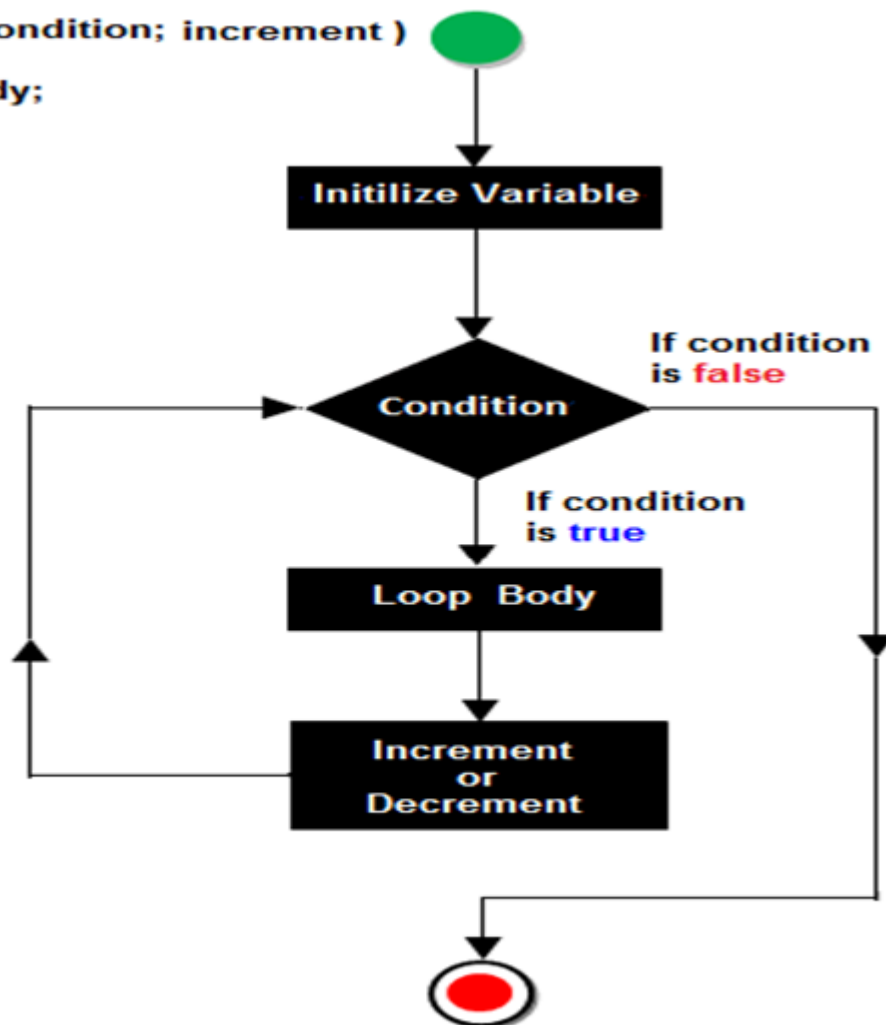 ondition; increment )
dy;
Initilize Variable
If condition
is false
Condition
If condition
is true
Loop Body
Increment
or
Decrement